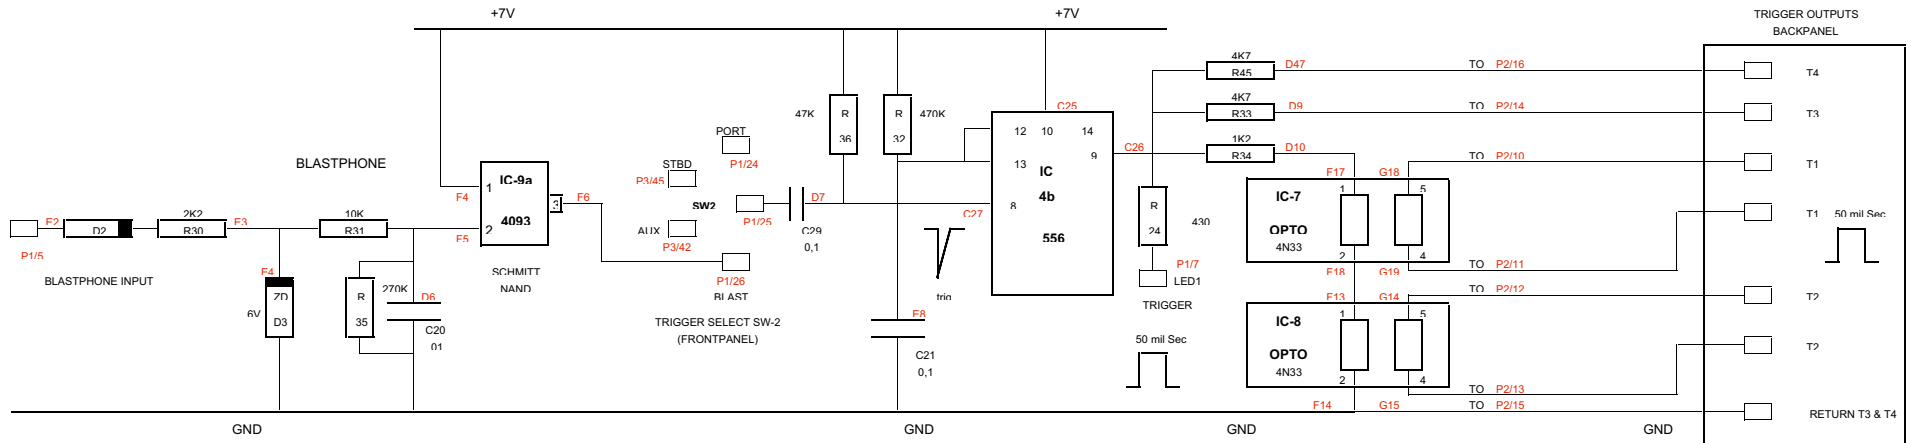 +7V
+7V
TRIGGER OUTPUTS
BACKPANEL
4K7
R45
D47
TO P2/16
T4
4K7
R33
D9
TO P2/14
T3
1K2
R34
D10
TO P2/10
T1
47K
R
36
R
32
470K
C25
12 10 14
9
13
IC
4b
8
556
C26
C27
PORT
P1/24
STBD
P3/45
SW2
P1/25
AUX
P3/42
P1/26
BLAST
TRIGGER SELECT SW-2
(FRONTPANEL)
D7
C29
0,1
BLASTPHONE
IC-9a
4093
1
2
3
F4
F5
F6
SCHMITT
NAND
F2
D2
P1/5
BLASTPHONE INPUT
2K2
R30
F3
10K
R31
F4
ZD
D3
6V
R
35
270K
D6
C20
01
trig
E8
C21
0,1
R
24
430
P1/7
LED1
TRIGGER
50 mil Sec
F17
G18
IC-7
OPTO
4N33
1
5
2
4
F18
G19
TO P2/11
T1
50 mil Sec
F13
G14
TO P2/12
T2
IC-8
OPTO
4N33
1
5
2
4
T2
TO P2/13
F14
G15
TO P2/15
RETURN T3 & T4
GND
GND
GND
GND